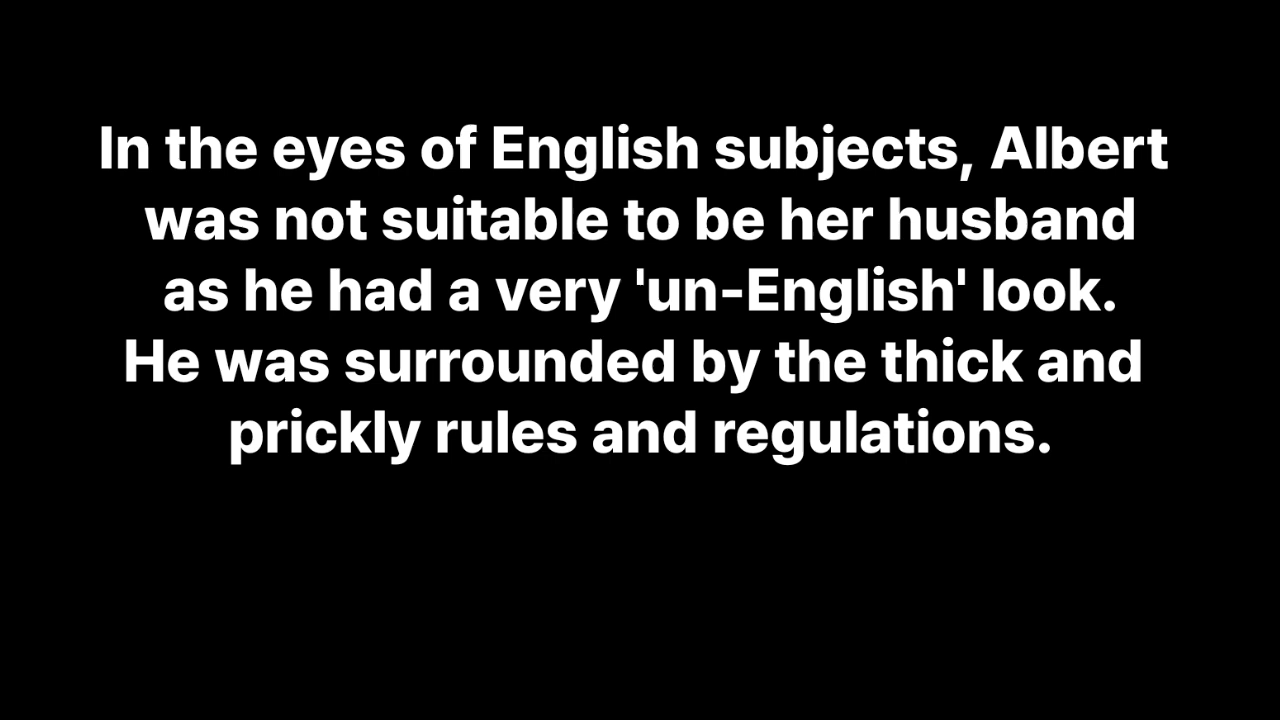 In the eyes of English subjects, Albert
was not suitable to be her husband
as he had a very 'un-English' look.
He was surrounded by the thick and
prickly rules and regulations.